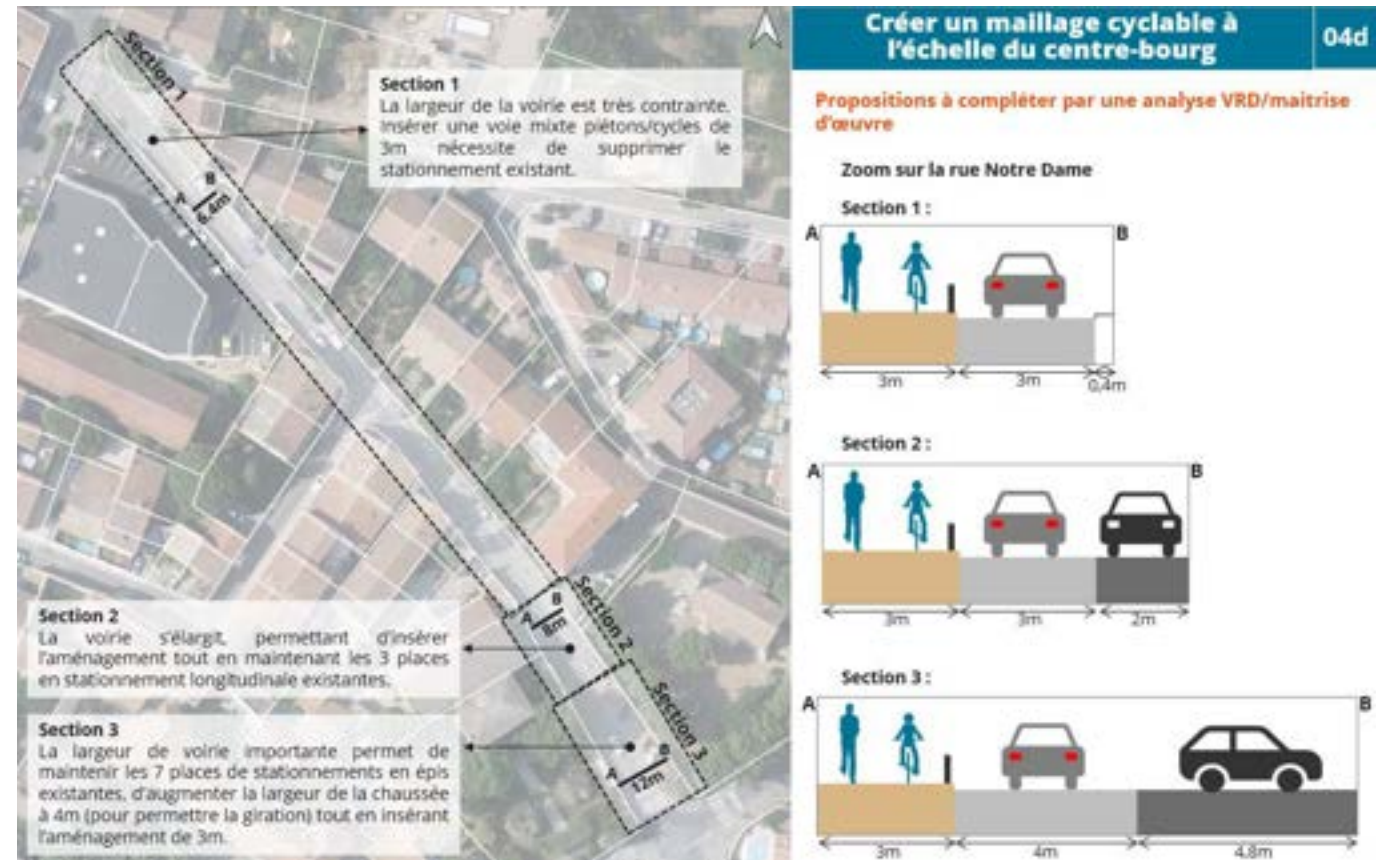 Créer un maillage cyclable à
l'échelle du centre-bourg
04d
Propositions à compléter par une analyse VRD/maitrise
d'œuvre
Zoom sur la rue Notre Dame
Section 1 :
A
B
3m
3m
0,4m
Section 2 :
A
B
3m
3m
2m
Section 3 :
A
B
3m
4m
4.8m
Section 1
Section 1
La largeur de la voirie est très contrainte.
Insérer une voie mixte piétons/cycles de
3m nécessite de supprimer le
stationnement existant.
A
B
6.4m
Section 2
La voirie s'élargit, permettant d'insérer
l'aménagement tout en maintenant les 3 places
en stationnement longitudinale existantes.
A
B
8m
Section 2
Section 3
La largeur de voirie importante permet de
maintenir les 7 places de stationnements en épis
existantes, d'augmenter la largeur de la chaussée
à 4m (pour permettre la giration) tout en insérant
l'aménagement de 3m.
A
B
12m
Section 3